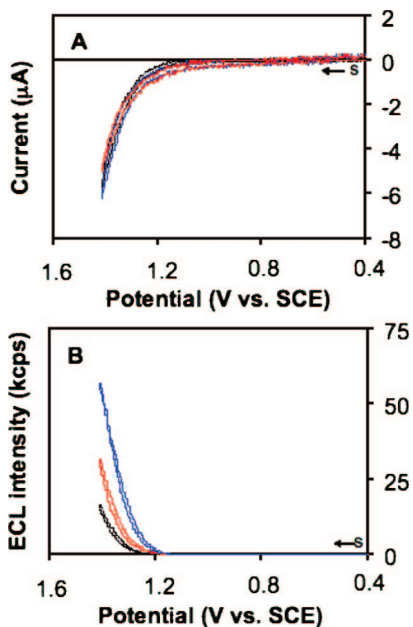 A
2
0
-2
-4
-6
-8
← S
Current (μA)
1.6 1.2 0.8 0.4
Potential (V vs. SCE)
B
75
50
25
0
← S
ECL intensity (kcps)
1.6 1.2 0.8 0.4
Potential (V vs. SCE)